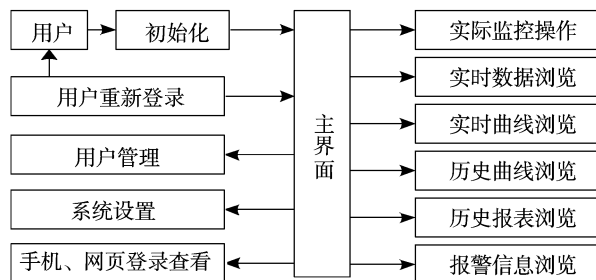 用户
初始化
用户重新登录
用户管理
系统设置
手机、网页登录查看
主界面
实际监控操作
实时数据浏览
实时曲线浏览
历史曲线浏览
历史报表浏览
报警信息浏览